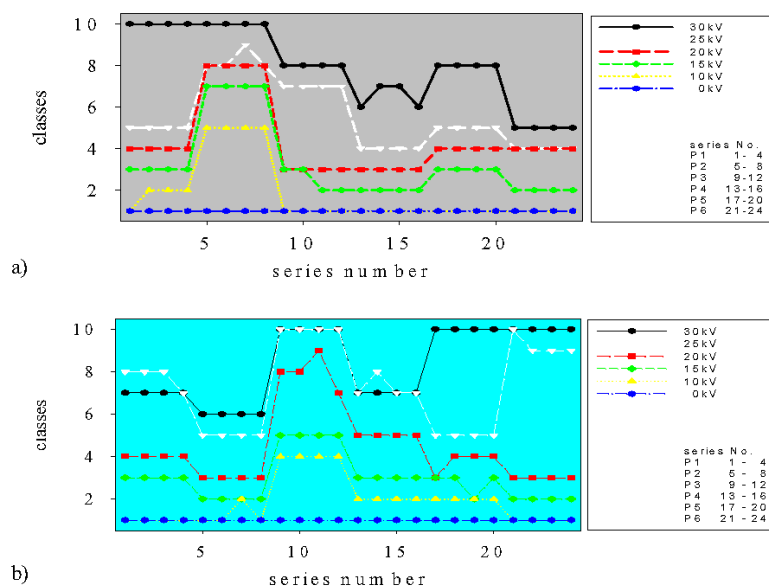 10
8
6
4
2
classes
5
10
15
20
series number
a)
30kV
25kV
20kV
15kV
10kV
0kV
series No.
P1 1- 4
P2 5- 8
P3 9-12
P4 13-16
P5 17-20
P6 21-24
10
8
6
4
2
classes
5
10
15
20
series number
b)
30kV
25kV
20kV
15kV
10kV
0kV
series No.
P1 1 - 4
P2 5 - 8
P3 9 -12
P4 13 -16
P5 17-20
P6 21-24